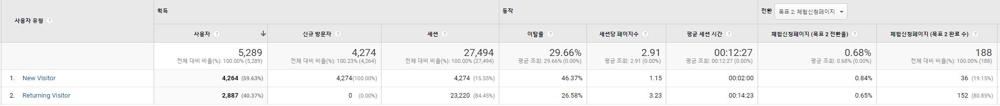 획득
동작
전환 목표 2: 체험신청페이지
사용자 유형 ?
사용자 ? 신규 방문자 ? 세션 ? 이탈률 ? 세션당 페이지수 ? 평균 세션 시간 ? 체험신청페이지 (목표 2 전환율) ? 체험신청페이지 (목표 2 완료 수) ?
5,289 4,274 27,494 29.66% 2.91 00:12:27 0.68% 188
전체 대비 비율(%): 100.00% (5,289) 전체 대비 비율(%): 100.23% (4,264) 전체 대비 비율(%): 100.00% (27,494) 평균 조회: 29.66% (0.00%) 평균 조회: 2.91 (0.00%) 평균 조회: 00:12:27 (0.00%) 평균 조회: 0.68% (0.00%) 전체 대비 비율(%): 100.00% (188)
1. New Visitor 4,264 (59.63%) 4,274(100.00%) 4,274 (15.55%) 46.37% 1.15 00:02:00 0.84% 36 (19.15%)
2. Returning Visitor 2,887 (40.37%) 0 (0.00%) 23,220 (84.45%) 26.58% 3.23 00:14:23 0.65% 152 (80.85%)